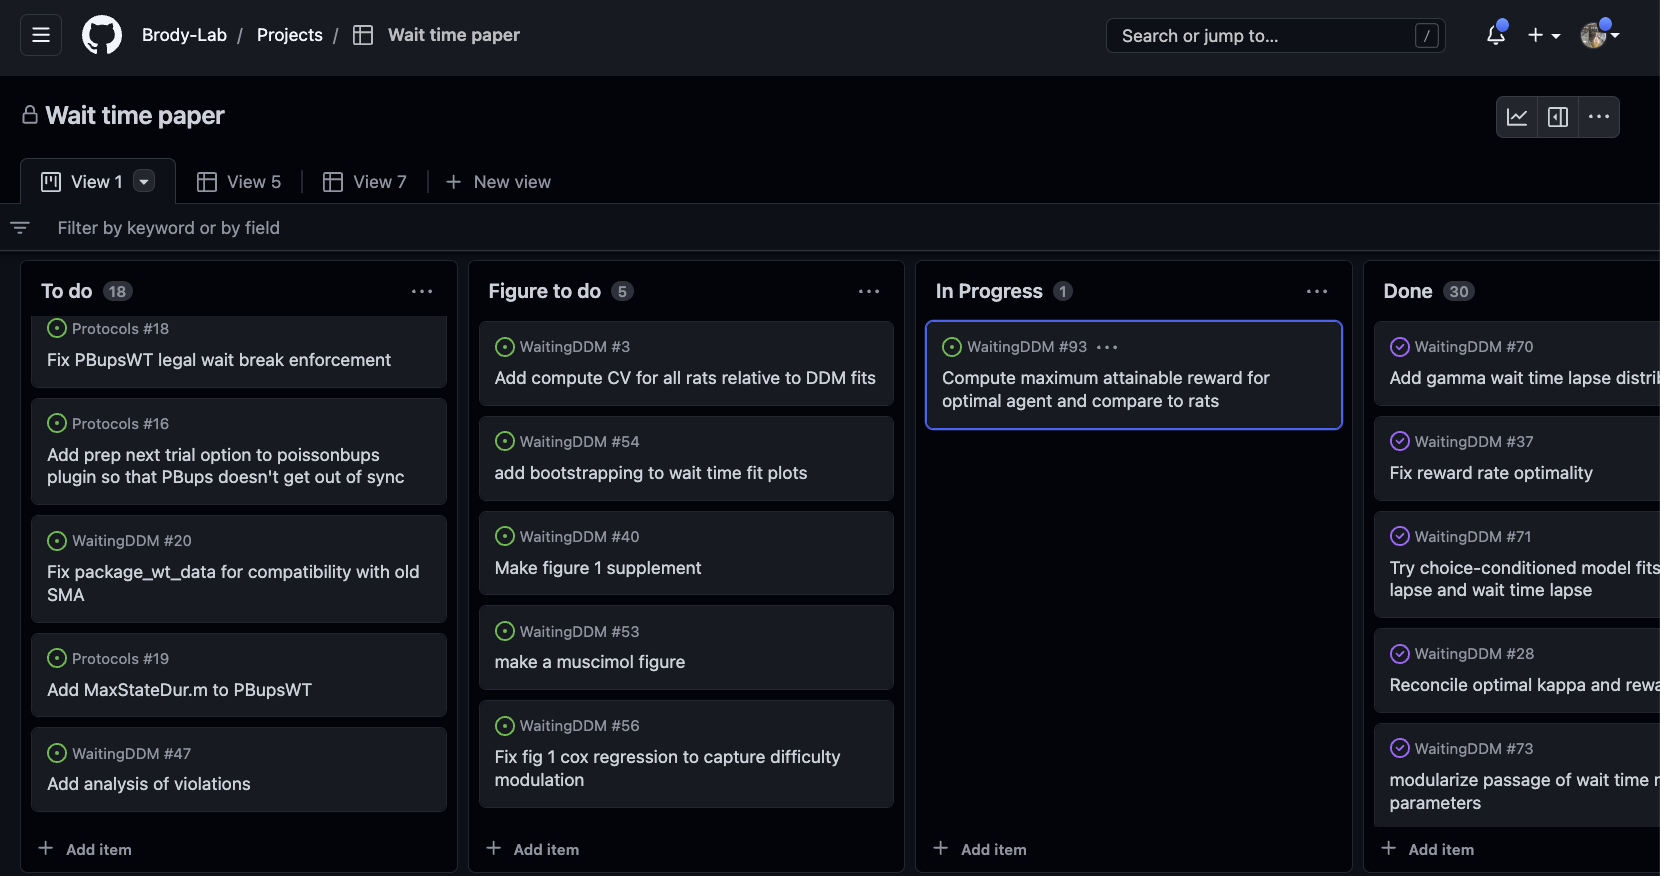 Brody-Lab / Projects / Wait time paper
Search or jump to... /
Wait time paper
View 1 View 5 View 7 + New view
Filter by keyword or by field
To do 18
Protocols #18
Fix PBupsWT legal wait break enforcement
Protocols #16
Add prep next trial option to poissonbups
plugin so that PBups doesn't get out of sync
WaitingDDM #20
Fix package_wt_data for compatibility with old
SMA
Protocols #19
Add MaxStateDur.m to PBupsWT
WaitingDDM #47
Add analysis of violations
+ Add item
Figure to do 5
WaitingDDM #3
Add compute CV for all rats relative to DDM fits
WaitingDDM #54
add bootstrapping to wait time fit plots
WaitingDDM #40
Make figure 1 supplement
WaitingDDM #53
make a muscimol figure
WaitingDDM #56
Fix fig 1 cox regression to capture difficulty
modulation
+ Add item
In Progress 1
WaitingDDM #93 ...
Compute maximum attainable reward for
optimal agent and compare to rats
+ Add item
Done 30
WaitingDDM #70
Add gamma wait time lapse distrib
WaitingDDM #37
Fix reward rate optimality
WaitingDDM #71
Try choice-conditioned model fits
lapse and wait time lapse
WaitingDDM #28
Reconcile optimal kappa and rewa
WaitingDDM #73
modularize passage of wait time
parameters
+ Add item